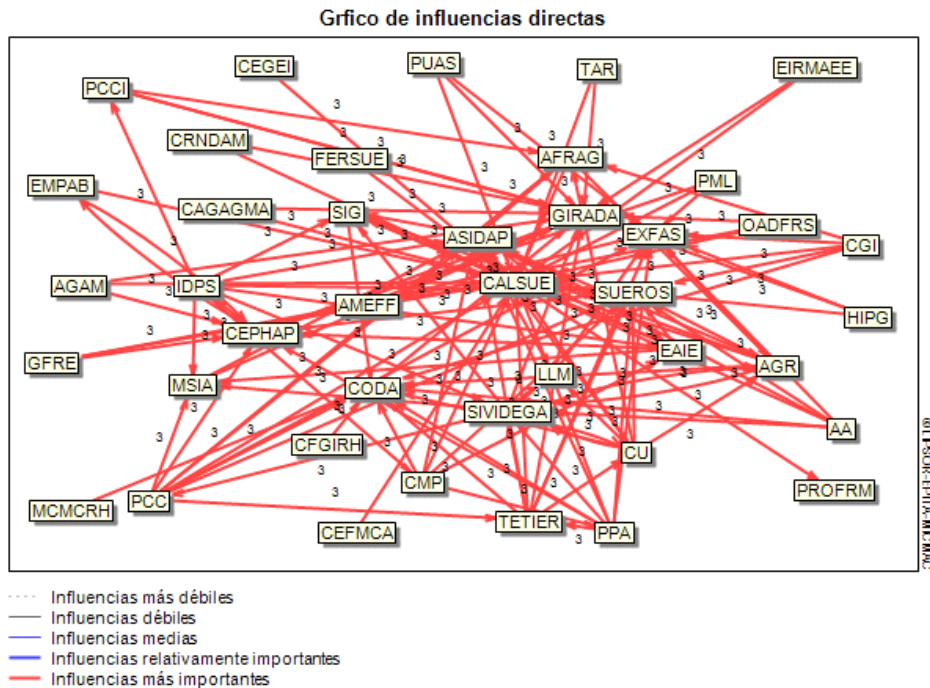 Grfico de influencias directas
CEGEI
PUAS
TAR
EIRMAEE
PCCI
CRNDAM
FERSUE
AFRAG
EMPAB
PML
CAGAGMA
SIG
GIRADA
OADFRS
EXFAS
ASIDAP
CGI
AGAM
IDPS
CALSUE
SUEROS
AMEFF
HIPG
CEPHAP
GFRE
EAIE
AGR
MSIA
CODA
LLM
SIVIDEGA
AA
CFGIRH
CU
CMP
PROFRM
MCMCRH
PCC
TETIER
CEFMCA
PPA
© LIPSOR-EPITA-MICMAC
Influencias más débiles
Influencias débiles
Influencias medias
Influencias relativamente importantes
Influencias más importantes